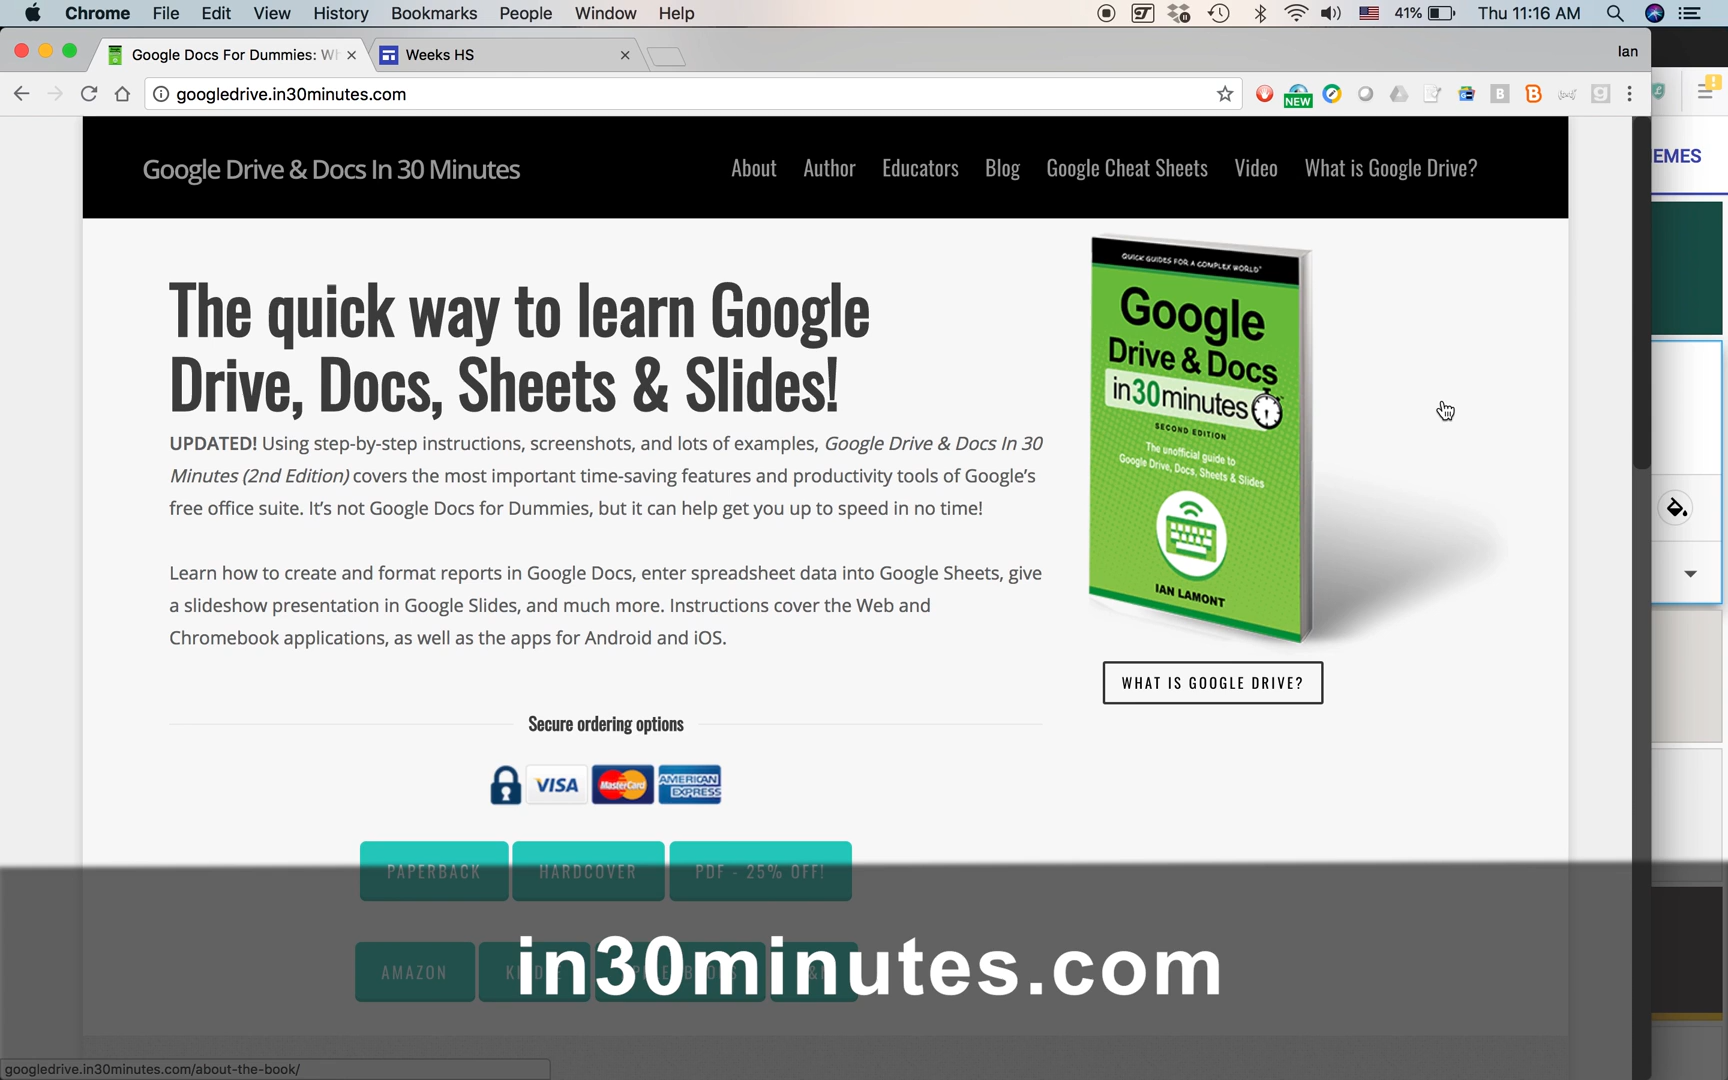 Chrome File Edit View History Bookmarks People Window Help 41% Thu 11:16 AM
Google Docs For Dummies: Wh
Weeks HS
Ian
googledrive.in30minutes.com
NEW
EMES
Google Drive & Docs In 30 Minutes
About Author Educators Blog Google Cheat Sheets Video What is Google Drive?
The quick way to learn Google
Drive, Docs, Sheets & Slides!
UPDATED! Using step-by-step instructions, screenshots, and lots of examples, Google Drive & Docs In 30
Minutes (2nd Edition) covers the most important time-saving features and productivity tools of Google’s
free office suite. It’s not Google Docs for Dummies, but it can help get you up to speed in no time!
Learn how to create and format reports in Google Docs, enter spreadsheet data into Google Sheets, give
a slideshow presentation in Google Slides, and much more. Instructions cover the Web and
Chromebook applications, as well as the apps for Android and iOS.
QUICK GUIDES FOR A COMPLEX WORLD™
Google
Drive & Docs
in30minutes
SECOND EDITION
The unofficial guide to
Google Drive, Docs, Sheets & Slides
IAN LAMONT
WHAT IS GOOGLE DRIVE?
Secure ordering options
VISA MasterCard AMERICAN EXPRESS
PAPERBACK HARDCOVER PDF - 25% OFF!
AMAZON
in30minutes.com
googledrive.in30minutes.com/about-the-book/